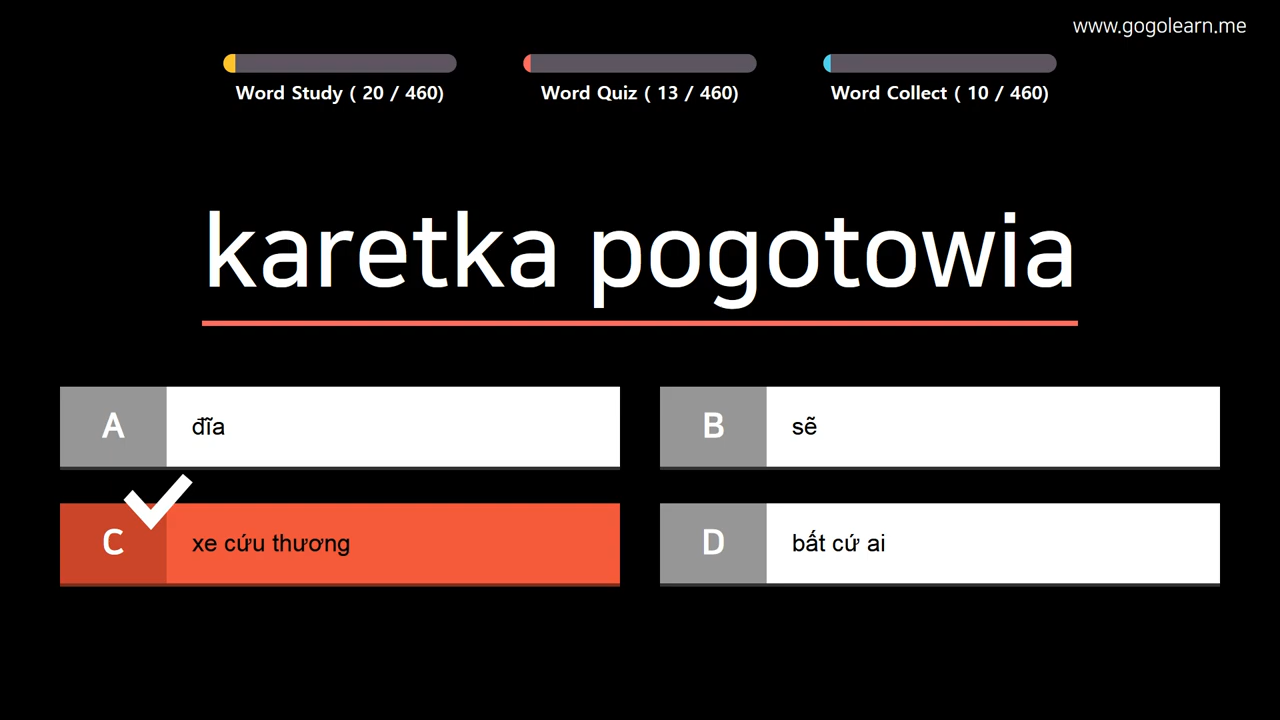 www.gogolearn.me
Word Study ( 20 / 460)
Word Quiz ( 13 / 460)
Word Collect ( 10 / 460)
karetka pogotowia
A đĩa
B sẽ
C xe cứu thương
D bất cứ ai